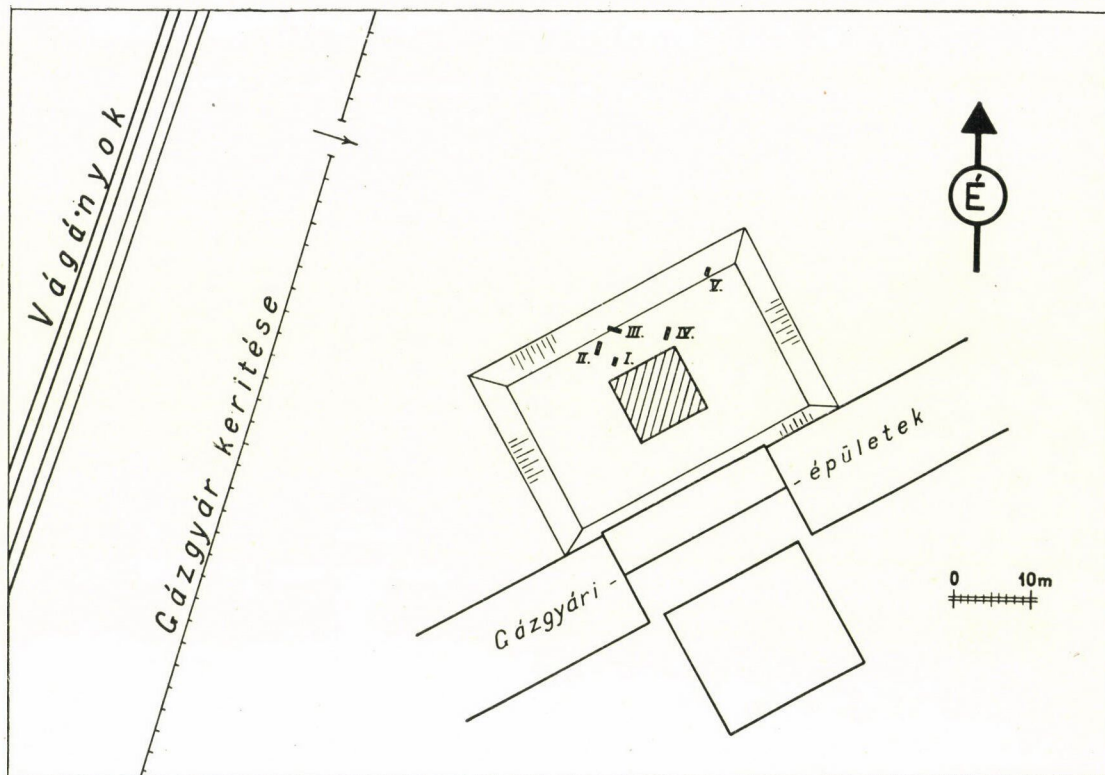 Vágányok
Gázgyár kerítése
É
V.
III.
IV.
II.
I.
Gázgyári - - épületek
0 10m